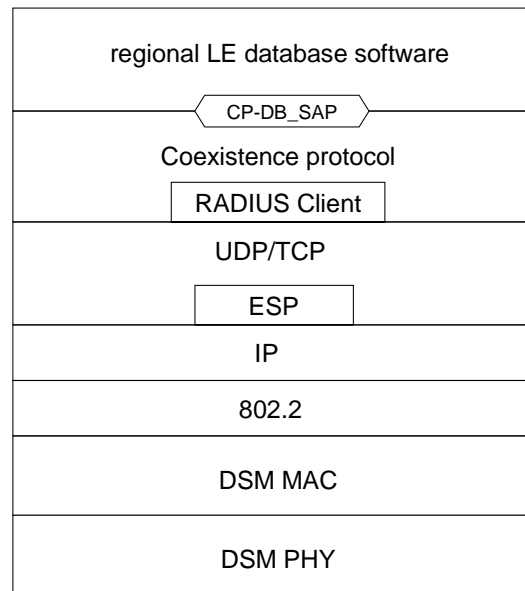 regional LE database software
CP-DB_SAP
Coexistence protocol
RADIUS Client
UDP/TCP
ESP
IP
802.2
DSM MAC
DSM PHY